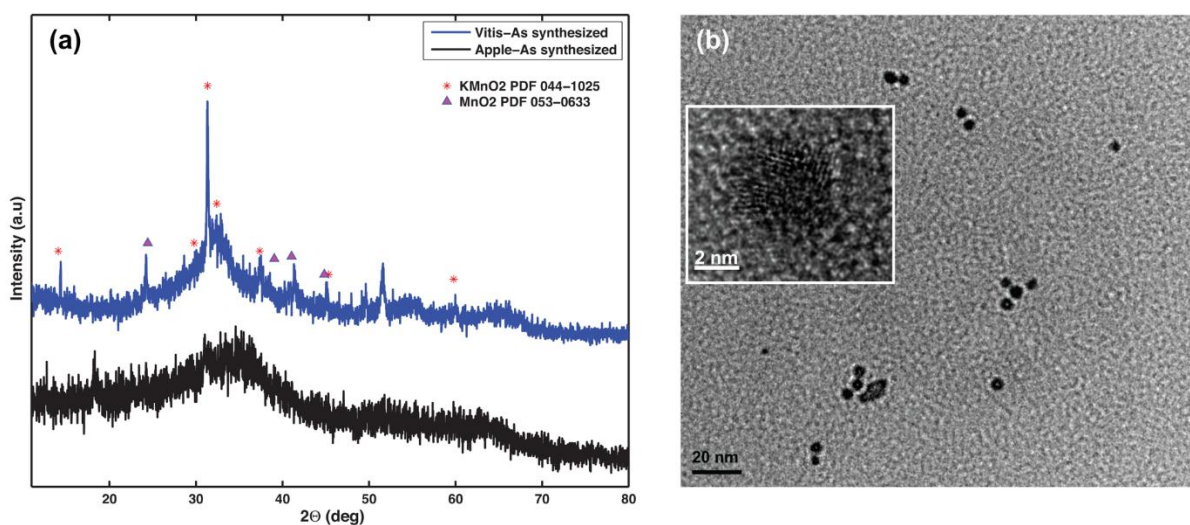 (a)
Vitis-As synthesized
Apple-As synthesized
* KMnO2 PDF 044-1025
▲ MnO2 PDF 053-0633
Intensity (a.u)
20 30 40 50 60 70 80
2Θ (deg)
(b)
2 nm
20 nm